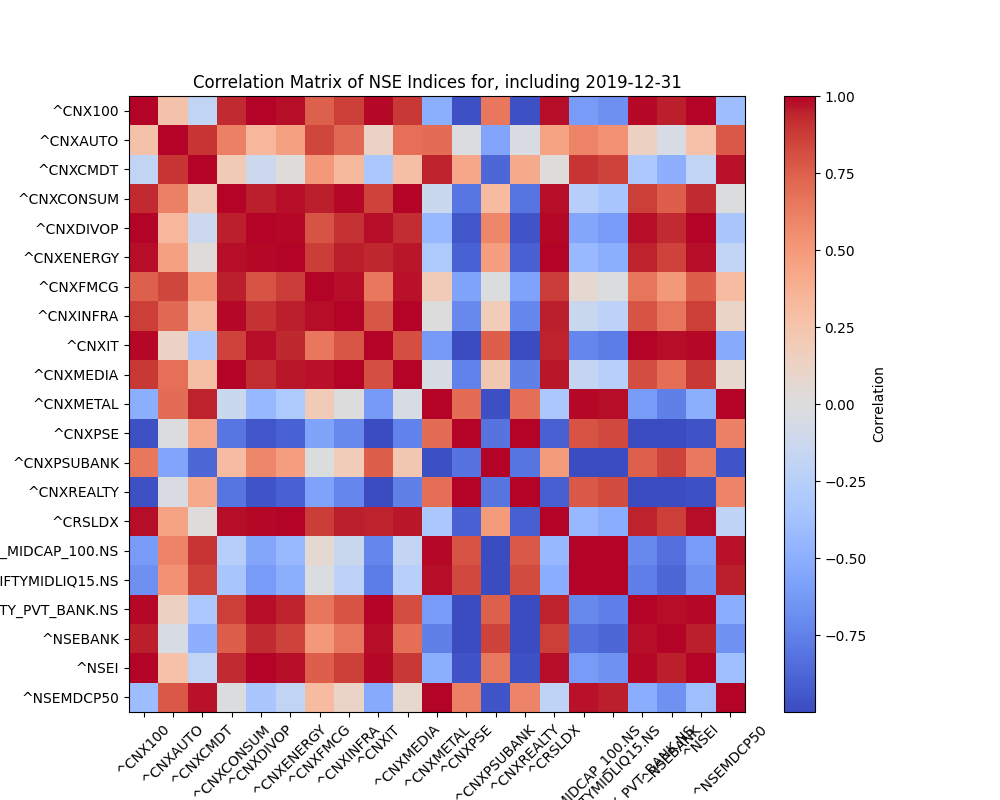 Correlation Matrix of NSE Indices for, including 2019-12-31
^CNX100
^CNXAUTO
^CNXCMDT
^CNXCONSUM
^CNXDIVOP
^CNXENERGY
^CNXFMCG
^CNXINFRA
^CNXIT
^CNXMEDIA
^CNXMETAL
^CNXPSE
^CNXPSUBANK
^CNXREALTY
^CRSLDX
_MIDCAP_100.NS
IFTYMIDLIQ15.NS
TY_PVT_BANK.NS
^NSEBANK
^NSEI
^NSEMDCP50
^CNX100
^CNXAUTO
^CNXCMDT
^CNXCONSUM
^CNXDIVOP
^CNXENERGY
^CNXFMCG
^CNXINFRA
^CNXIT
^CNXMEDIA
^CNXMETAL
^CNXPSE
^CNXPSUBANK
^CNXREALTY
^CRSLDX
MIDCAP_100.NS
TYMIDLIQ15.NS
PVT_BANK.NS
^NSEBANK
^NSEI
^NSEMDCP50
1.00
0.75
0.50
0.25
0.00
−0.25
−0.50
−0.75
Correlation